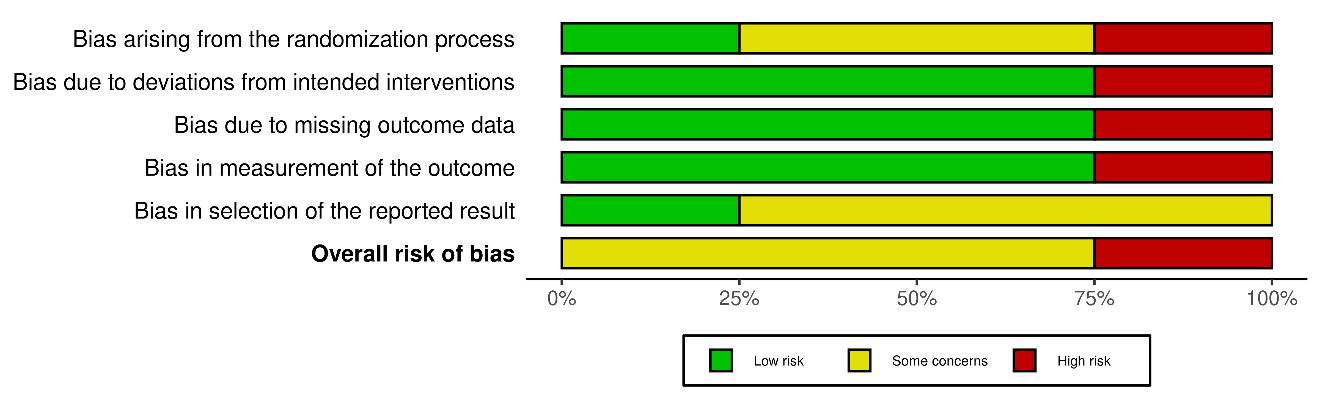 Bias arising from the randomization process
Bias due to deviations from intended interventions
Bias due to missing outcome data
Bias in measurement of the outcome
Bias in selection of the reported result
Overall risk of bias
0% 25% 50% 75% 100%
Low risk Some concerns High risk